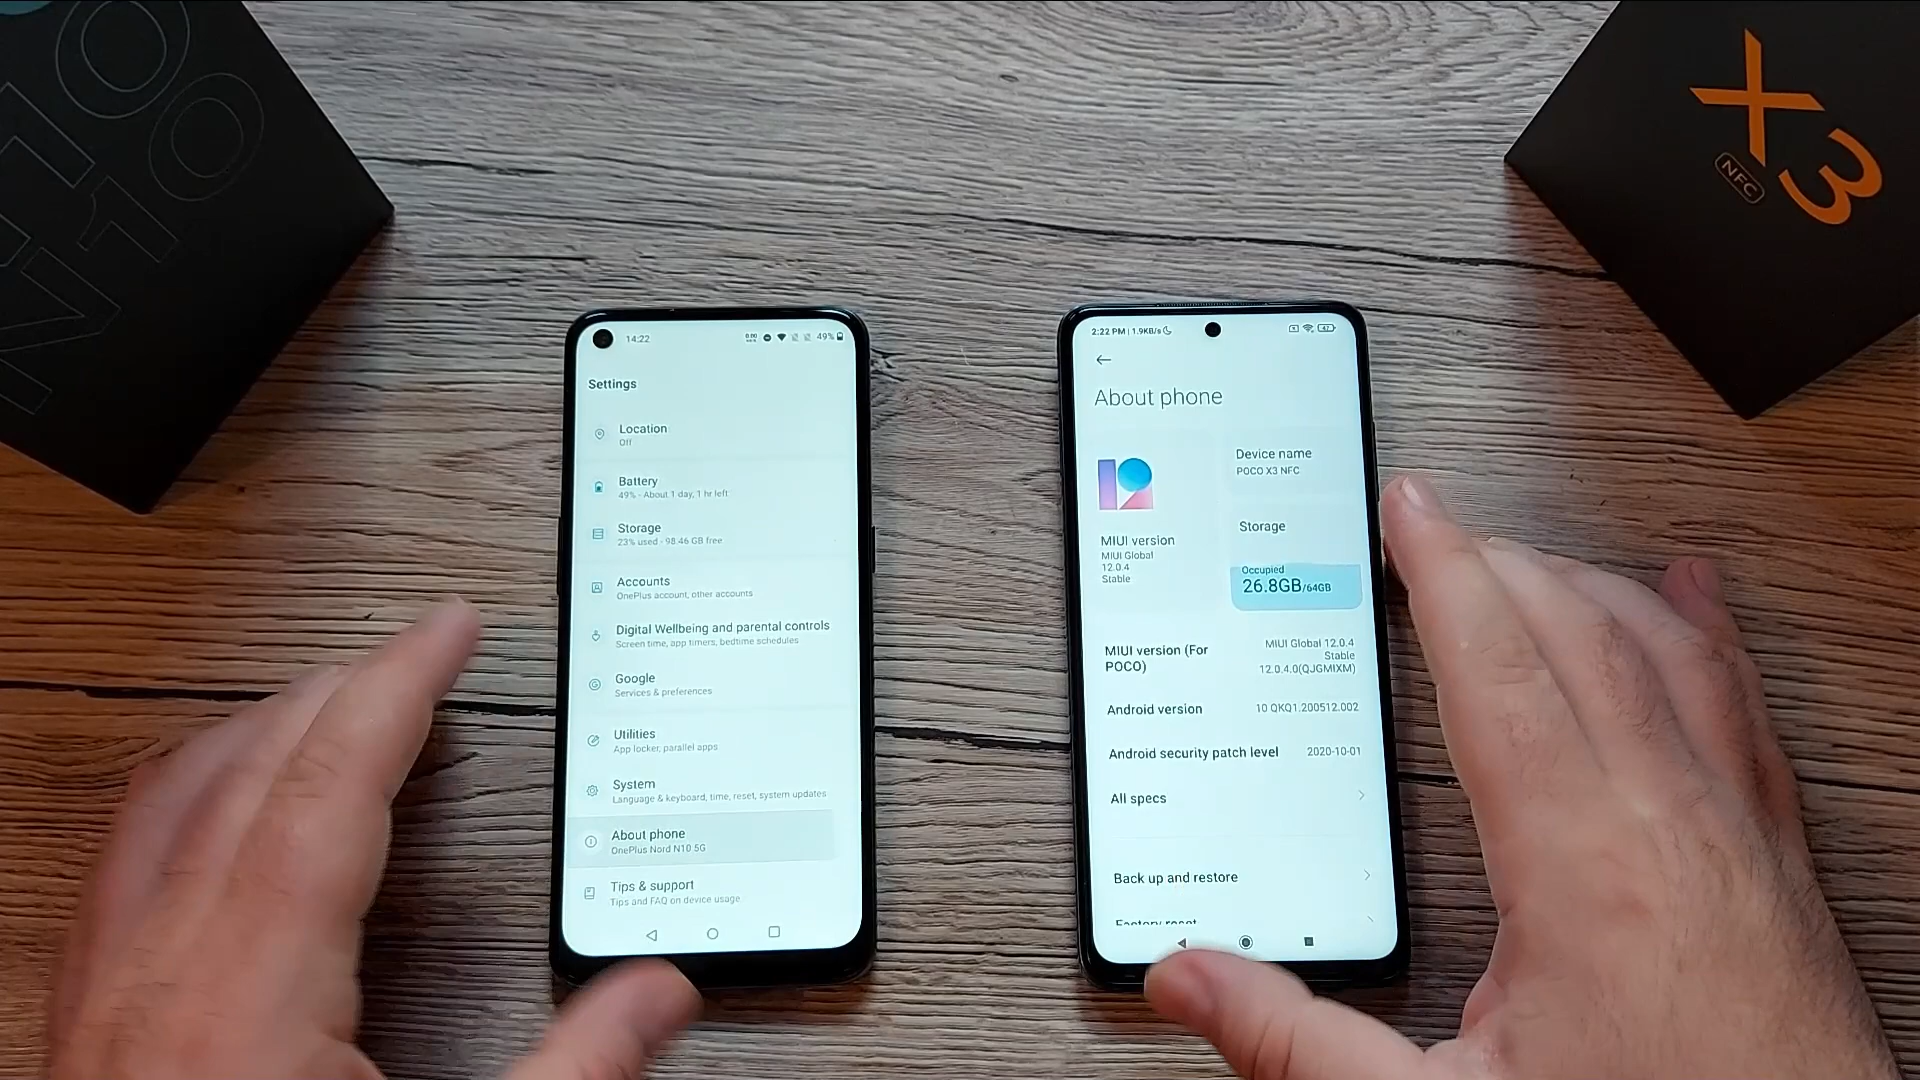 N10
N10
X3
NFC
14:22
49%
Settings
Location
Off
Battery
49% - About 1 day, 1 hr left
Storage
23% used - 98.46 GB free
Accounts
OnePlus account, other accounts
Digital Wellbeing and parental controls
Screen time, app timers, bedtime schedules
Google
Services & preferences
Utilities
App locker, parallel apps
System
Language & keyboard, time, reset, system updates
About phone
OnePlus Nord N10 5G
Tips & support
Tips and FAQ on device usage
2:22 PM | 1.9KB/s
47
About phone
Device name
POCO X3 NFC
MIUI version
MIUI Global
12.0.4
Stable
Storage
Occupied
26.8GB/64GB
MIUI version (For
POCO)
MIUI Global 12.0.4
Stable
12.0.4.0(QJGMIXM)
Android version
10 QKQ1.200512.002
Android security patch level
2020-10-01
All specs
Back up and restore
Factory reset